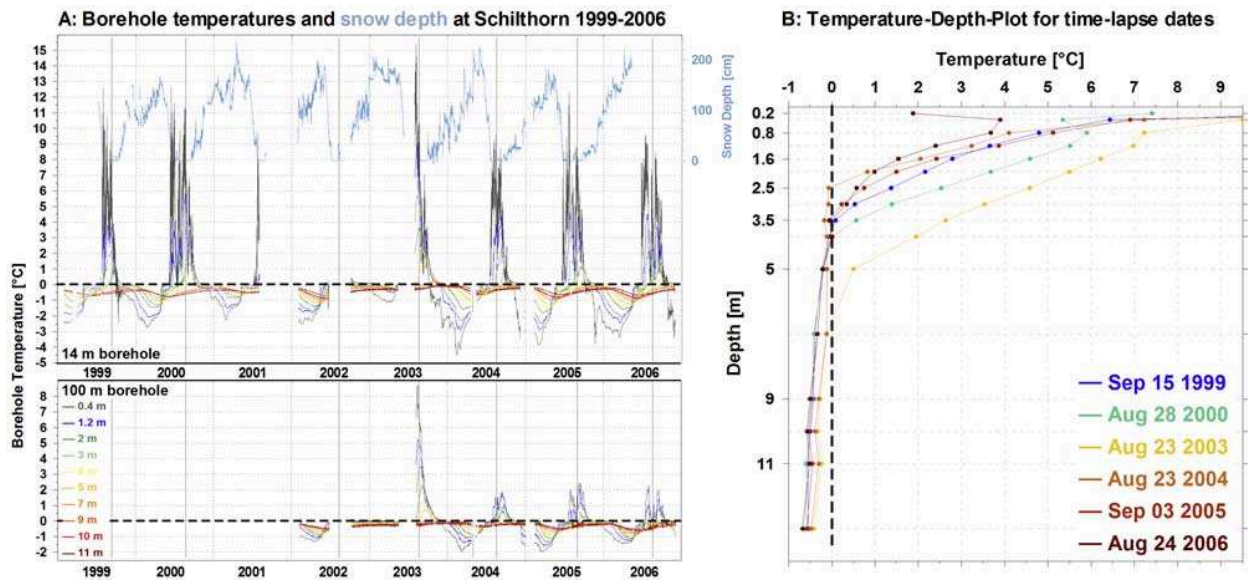 A: Borehole temperatures and snow depth at Schilthorn 1999-2006
15
14
13
12
11
10
9
8
7
6
5
4
3
2
1
0
-1
-2
-3
-4
-5
Borehole Temperature [°C]
200
100
0
Snow Depth [cm]
14 m borehole
1999 2000 2001 2002 2003 2004 2005 2006
100 m borehole
8
7
6
5
4
3
2
1
0
-1
-2
0.4 m
1.2 m
2 m
3 m
4 m
5 m
7 m
9 m
10 m
11 m
1999 2000 2001 2002 2003 2004 2005 2006
B: Temperature-Depth-Plot for time-lapse dates
Temperature [°C]
-1 0 1 2 3 4 5 6 7 8 9
0.2
0.8
1.6
2.5
3.5
5
9
11
Depth [m]
Sep 15 1999
Aug 28 2000
Aug 23 2003
Aug 23 2004
Sep 03 2005
Aug 24 2006